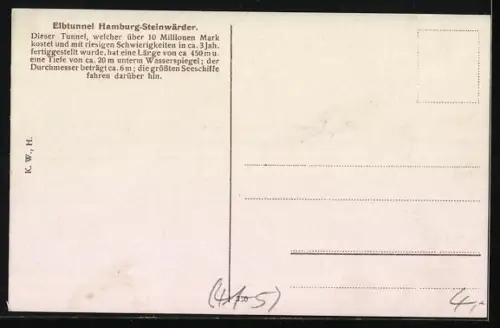 Elbtunnel Hamburg-Steinwärder.
Dieser Tunnel, welcher über 10 Millionen Mark
kostet und mit riesigen Schwierigkeiten in ca. 3 Jah.
fertiggestellt wurde, hat eine Länge von ca 450 m u.
eine Tiefe von ca. 20 m unterm Wasserspiegel; der
Durchmesser beträgt ca. 6 m; die größten Seeschiffe
fahren darüber hin.
K. W., H.
4,-